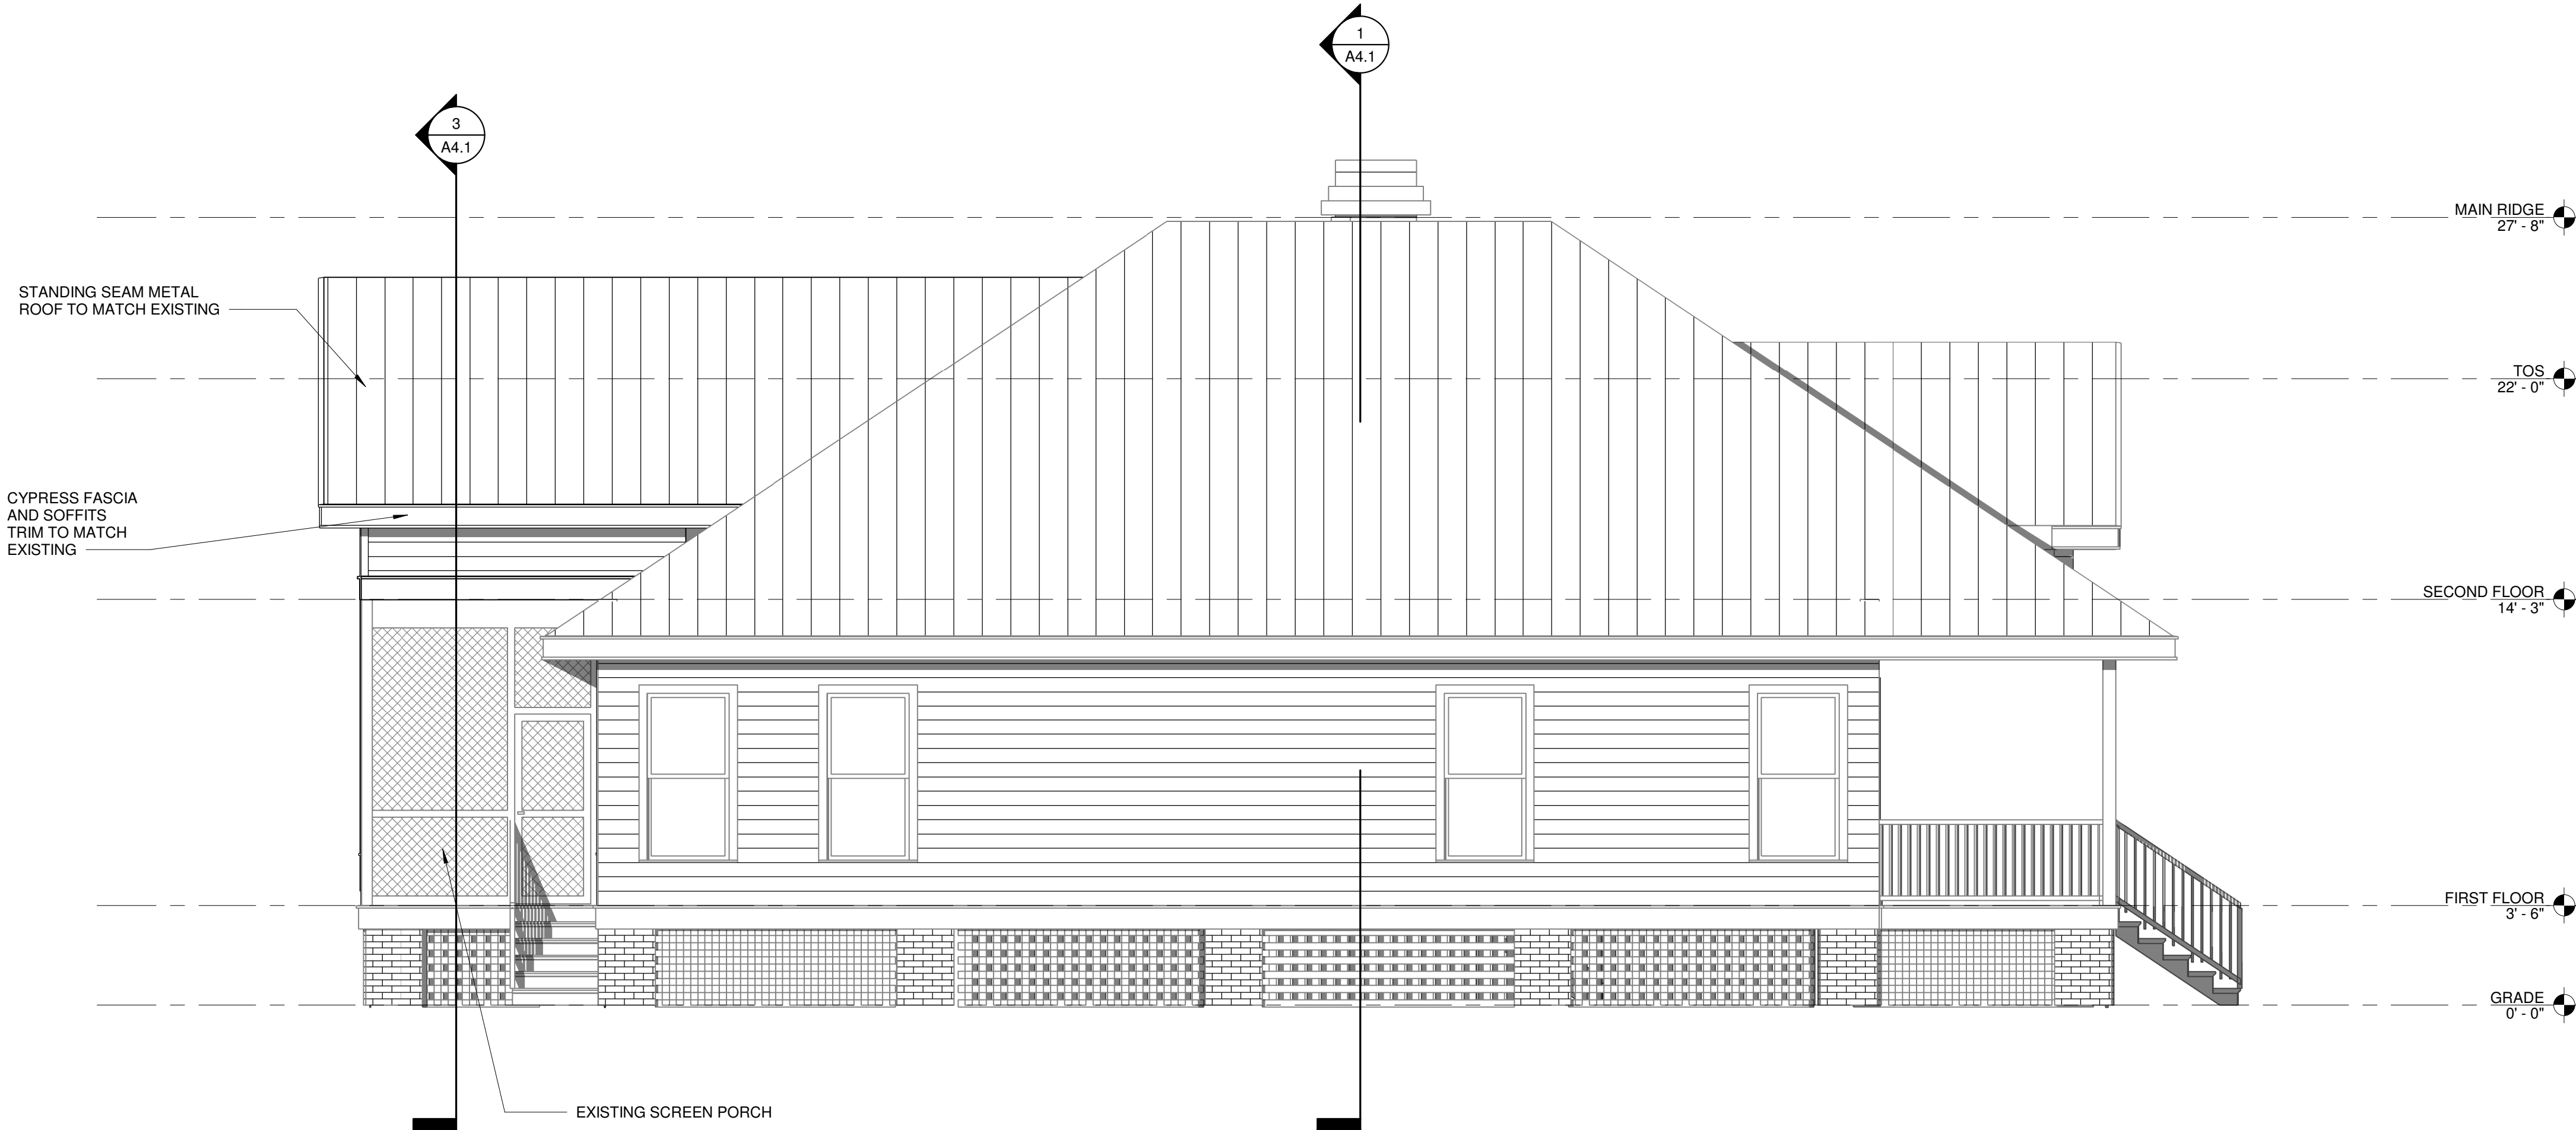 1
A4.1
3
A4.1
MAIN RIDGE
27' - 8"
STANDING SEAM METAL
ROOF TO MATCH EXISTING
TOS
22' - 0"
CYPRESS FASCIA
AND SOFFITS
TRIM TO MATCH
EXISTING
SECOND FLOOR
14' - 3"
FIRST FLOOR
3' - 6"
GRADE
0' - 0"
EXISTING SCREEN PORCH